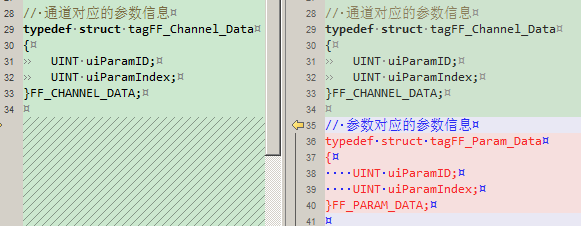 28
// 通道对应的参数信息¤
29 typedef·struct·tagFF_Channel_Data
30 {¤
31 »   UINT·uiParamID;¤
32 »   UINT·uiParamIndex;¤
33 }FF_CHANNEL_DATA;¤
34 ¤
28 //·通道对应的参数信息¤
29 typedef·struct·tagFF_Channel_Data¤
30 {¤
31 »   UINT·uiParamID;¤
32 »   UINT·uiParamIndex;¤
33 }FF_CHANNEL_DATA;¤
34 ¤
35 //·参数对应的参数信息¤
36 typedef·struct·tagFF_Param_Data¤
37 {¤
38 ····UINT·uiParamID;¤
39 ····UINT·uiParamIndex;¤
40 }FF_PARAM_DATA;¤
41 ¤